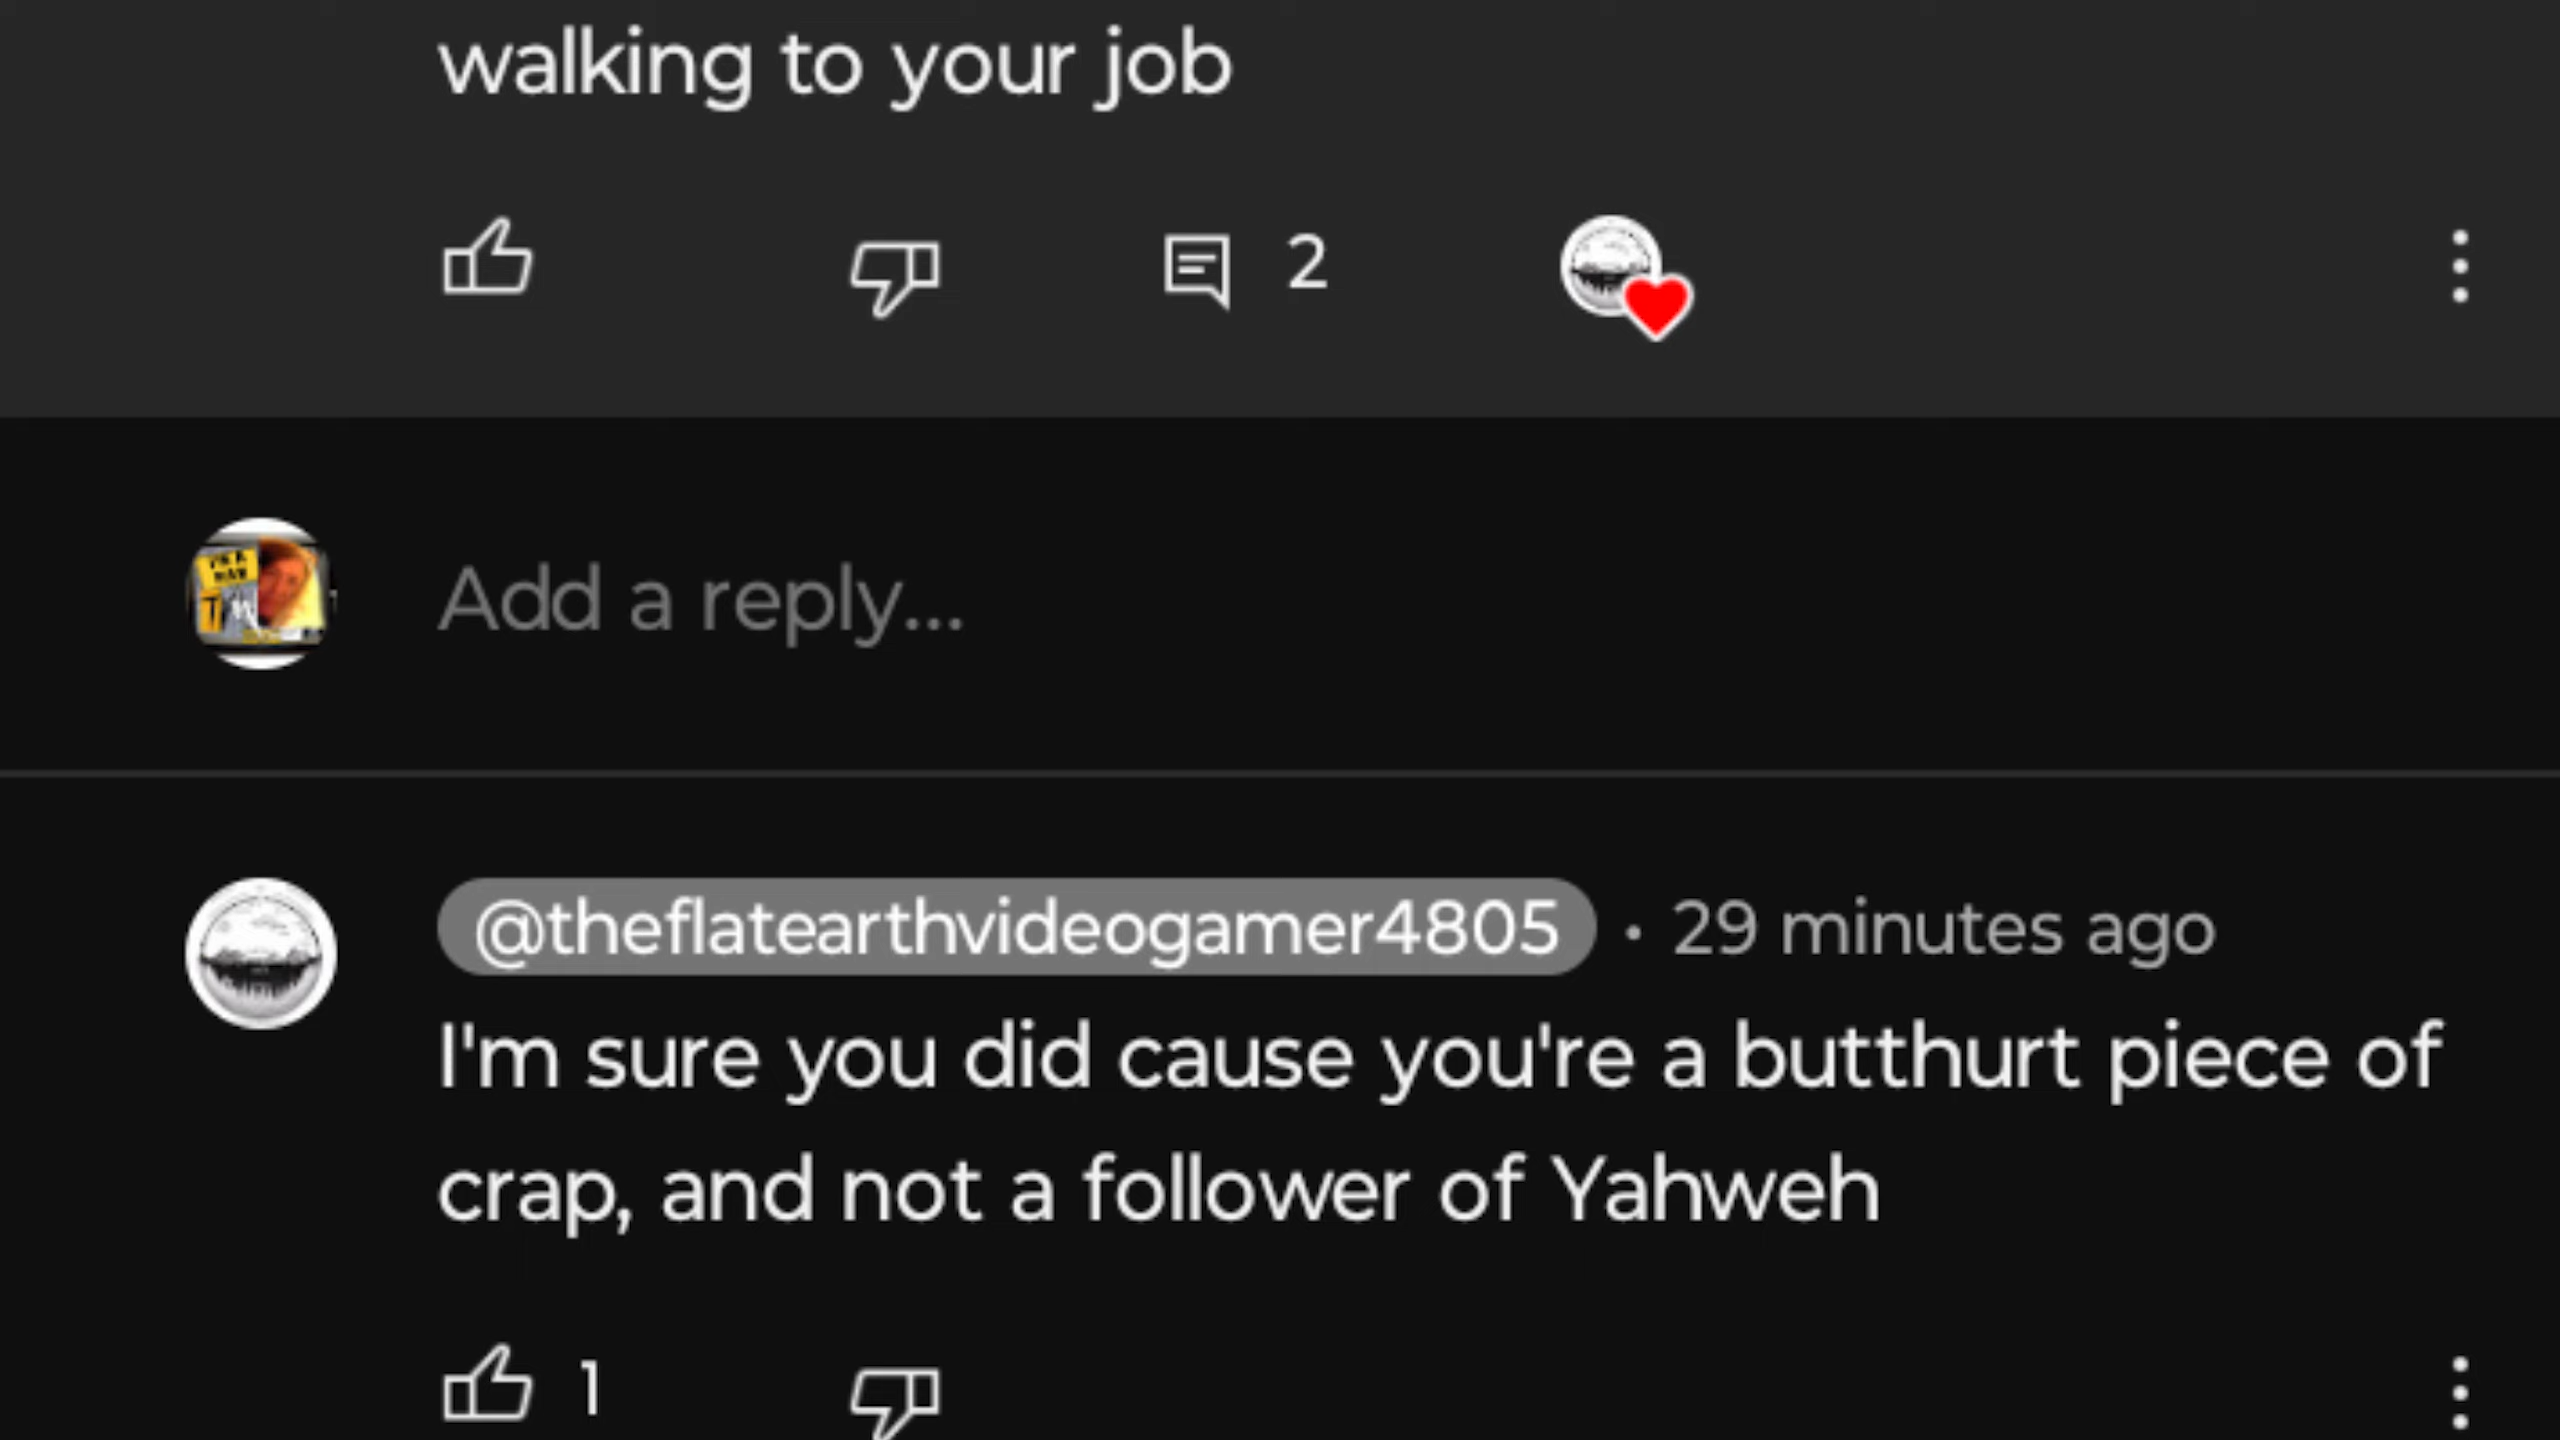 walking to your job
2
Add a reply...
@theflatearthvideogamer4805 • 29 minutes ago
I'm sure you did cause you're a butthurt piece of
crap, and not a follower of Yahweh
1